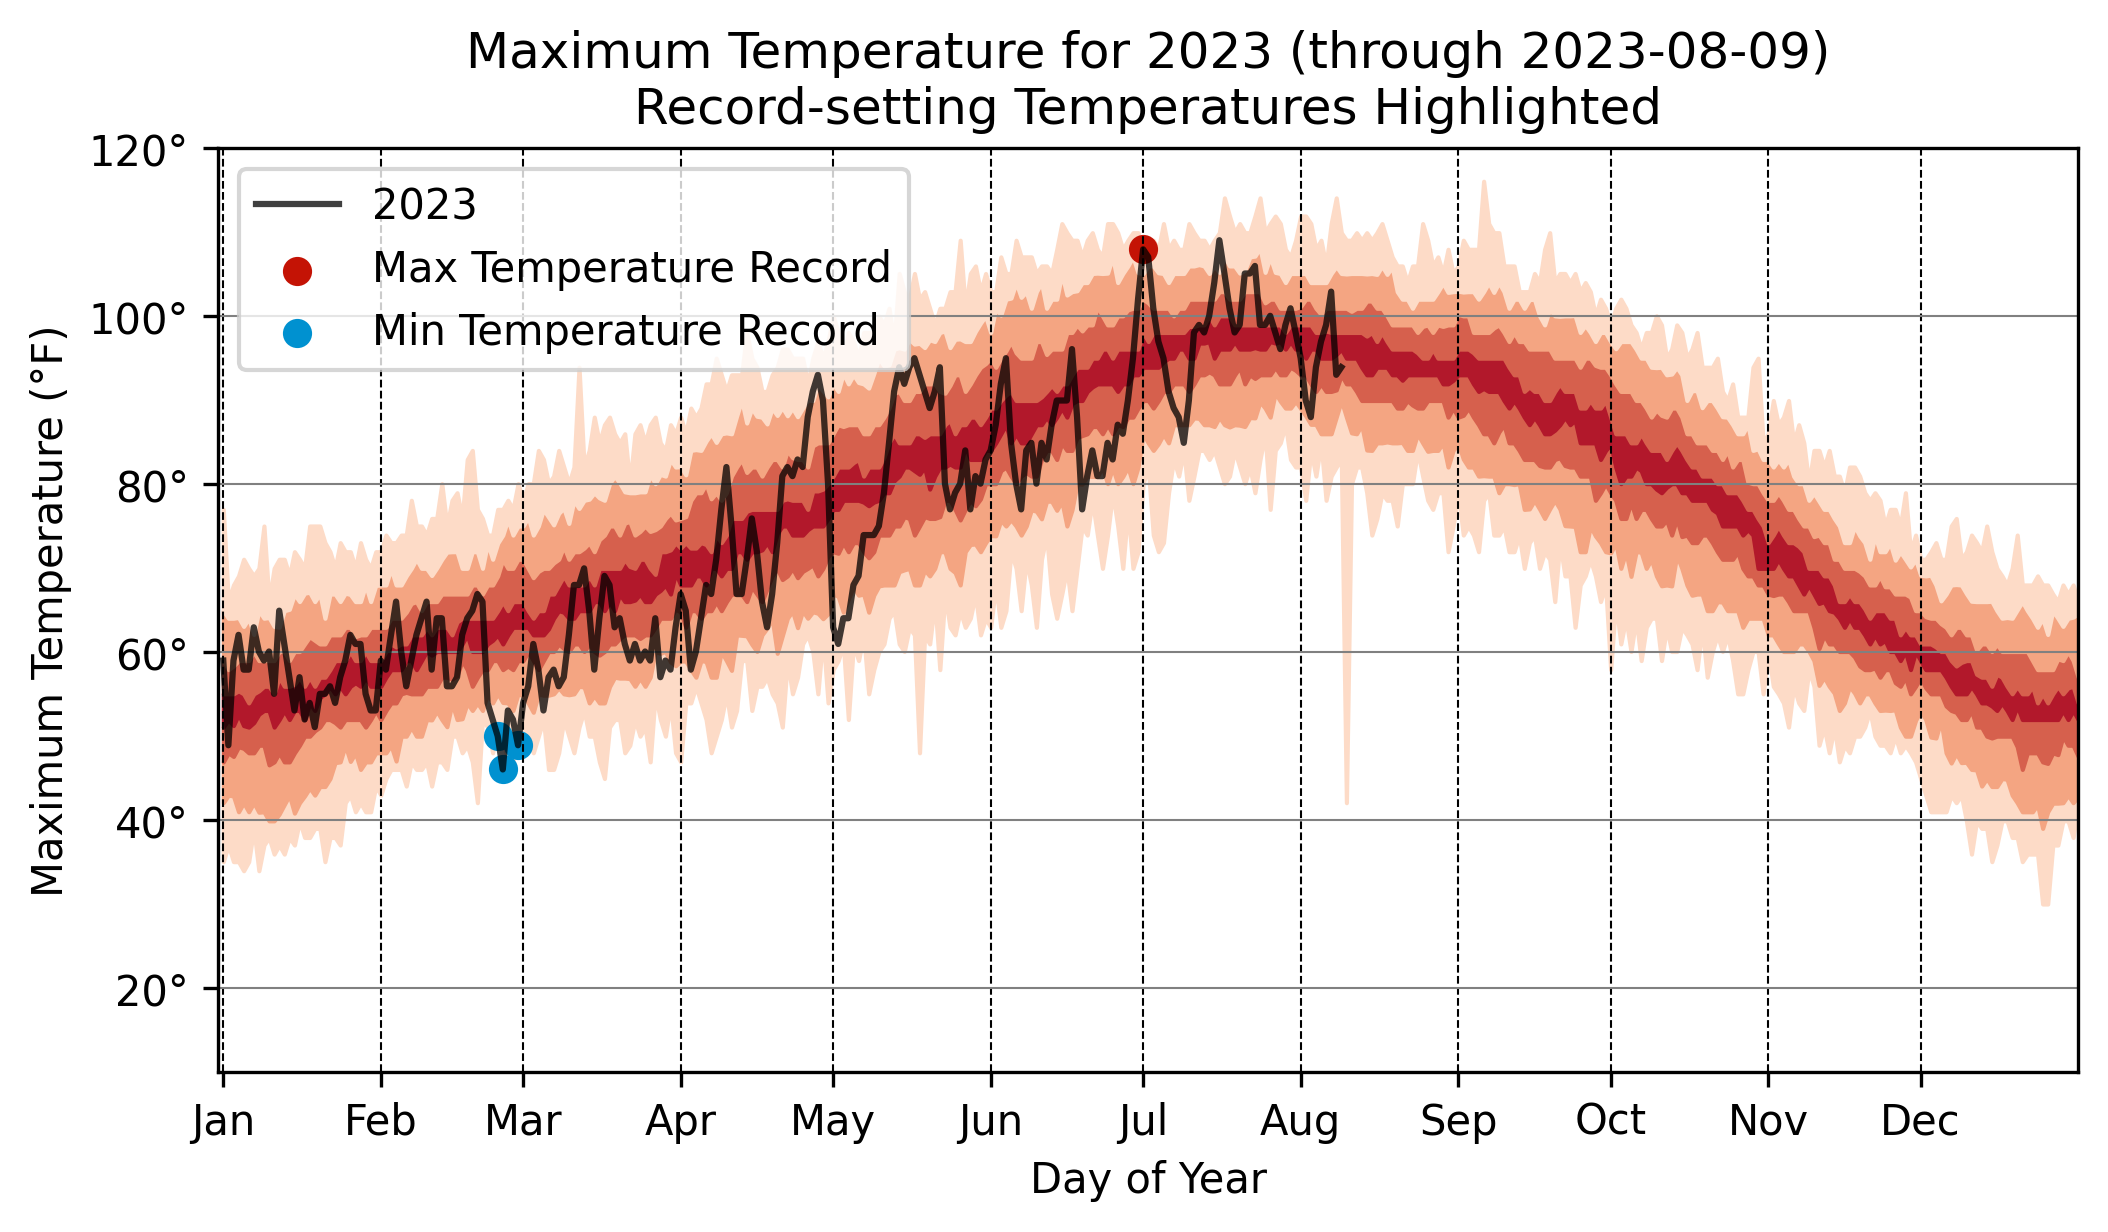 Maximum Temperature for 2023 (through 2023-08-09)
Record-setting Temperatures Highlighted
120°
100°
80°
60°
40°
20°
Maximum Temperature (°F)
2023
Max Temperature Record
Min Temperature Record
Jan Feb Mar Apr May Jun Jul Aug Sep Oct Nov Dec
Day of Year